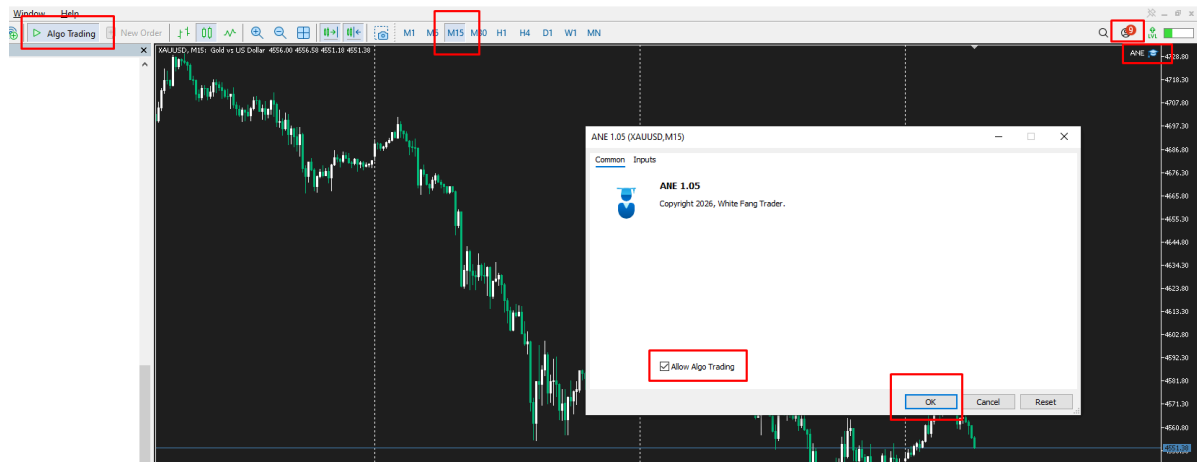 Window Help
Algo Trading New Order M1 M5 M15 M30 H1 H4 D1 W1 MN 9 LVL
XAUUSD, M15: Gold vs US Dollar 4556.00 4556.58 4551.18 4551.38
ANE
4728.80
4718.30
4707.80
4697.30
4686.80
4676.30
4665.80
4655.30
4644.80
4634.30
4623.80
4613.30
4602.80
4592.30
4581.80
4571.30
4560.80
4551.38
ANE 1.05 (XAUUSD,M15)
Common Inputs
ANE 1.05
Copyright 2026, White Fang Trader.
Allow Algo Trading
OK Cancel Reset